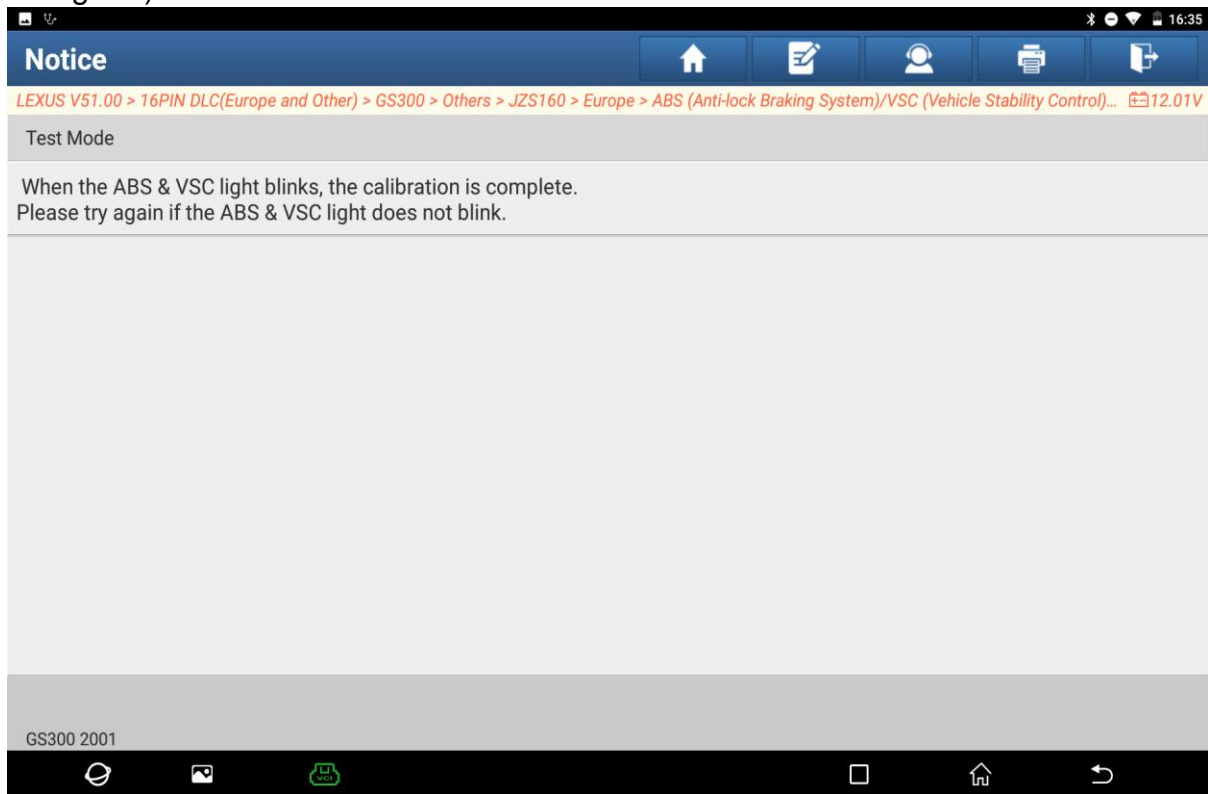 16:35
Notice
LEXUS V51.00 > 16PIN DLC(Europe and Other) > GS300 > Others > JZS160 > Europe > ABS (Anti-lock Braking System)/VSC (Vehicle Stability Control)... 12.01V
Test Mode
When the ABS & VSC light blinks, the calibration is complete.
Please try again if the ABS & VSC light does not blink.
GS300 2001
VCI